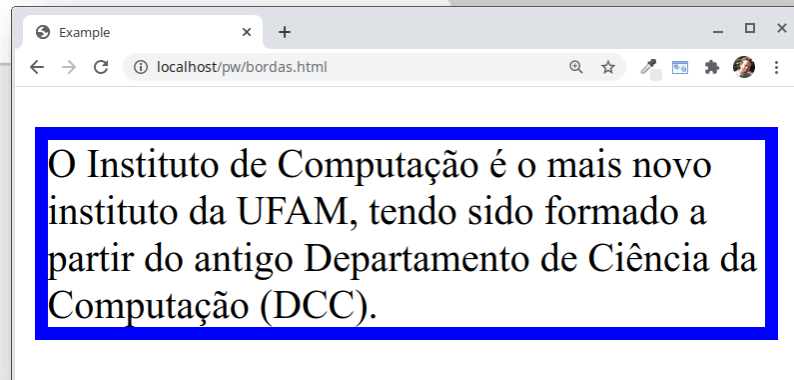 Example
localhost/pw/bordas.html
O Instituto de Computação é o mais novo
instituto da UFAM, tendo sido formado a
partir do antigo Departamento de Ciência da
Computação (DCC).